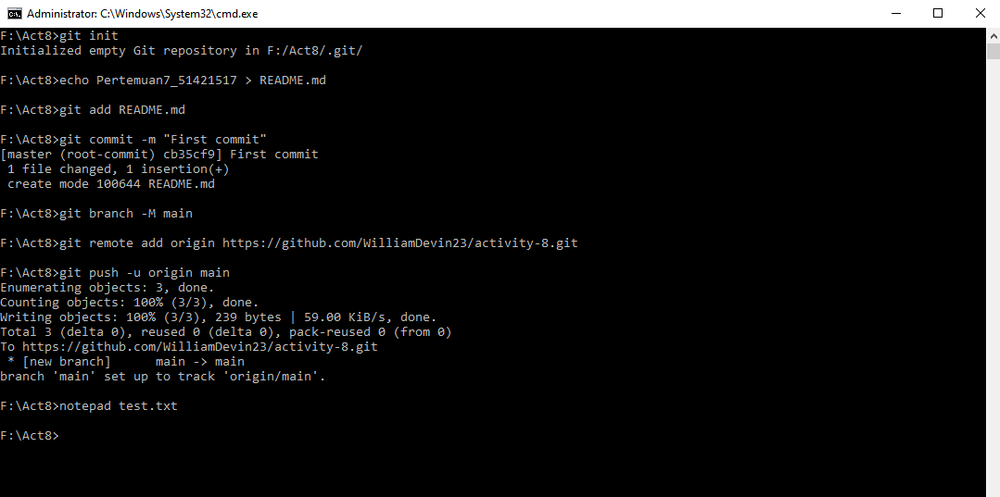 Administrator: C:\Windows\System32\cmd.exe
F:\Act8>git init
Initialized empty Git repository in F:/Act8/.git/
F:\Act8>echo Pertemuan7_51421517 > README.md
F:\Act8>git add README.md
F:\Act8>git commit -m "First commit"
[master (root-commit) cb35cf9] First commit
 1 file changed, 1 insertion(+)
 create mode 100644 README.md
F:\Act8>git branch -M main
F:\Act8>git remote add origin https://github.com/WilliamDevin23/activity-8.git
F:\Act8>git push -u origin main
Enumerating objects: 3, done.
Counting objects: 100% (3/3), done.
Writing objects: 100% (3/3), 239 bytes | 59.00 KiB/s, done.
Total 3 (delta 0), reused 0 (delta 0), pack-reused 0 (from 0)
To https://github.com/WilliamDevin23/activity-8.git
 * [new branch]      main -> main
branch 'main' set up to track 'origin/main'.
F:\Act8>notepad test.txt
F:\Act8>